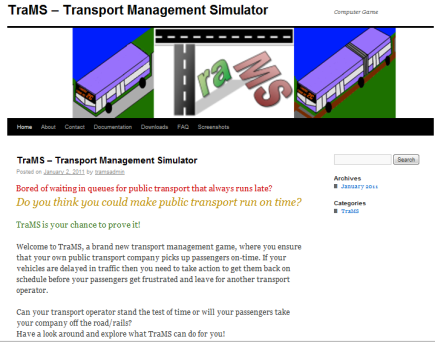 TraMS – Transport Management Simulator
Computer Game
TraMS
Home About Contact Documentation Downloads FAQ Screenshots
TraMS – Transport Management Simulator
Posted on January 2, 2011 by tramsadmin
Bored of waiting in queues for public transport that always runs late?
Do you think you could make public transport run on time?
TraMS is your chance to prove it!
Welcome to TraMS, a brand new transport management game, where you ensure
that your own public transport company picks up passengers on-time. If your
vehicles are delayed in traffic then you need to take action to get them back on
schedule before your passengers get frustrated and leave for another transport
operator.
Can your transport operator stand the test of time or will your passengers take
your company off the road/rails?
Have a look around and explore what TraMS can do for you!
Search
Archives
January 2011
Categories
TraMS